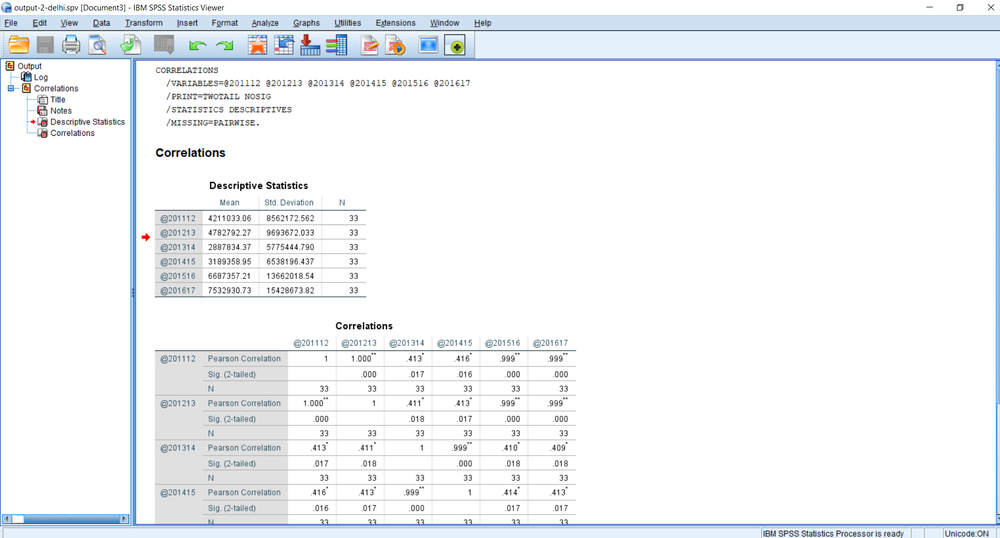 output-2-delhi.spv [Document3] - IBM SPSS Statistics Viewer
File Edit View Data Transform Insert Format Analyze Graphs Utilities Extensions Window Help
Output
Log
Correlations
Title
Notes
Descriptive Statistics
Correlations
CORRELATIONS
/VARIABLES=@201112 @201213 @201314 @201415 @201516 @201617
/PRINT=TWOTAIL NOSIG
/STATISTICS DESCRIPTIVES
/MISSING=PAIRWISE.
Correlations
Descriptive Statistics
Mean Std. Deviation N
@201112 4211033.06 8562172.562 33
@201213 4782792.27 9693672.033 33
@201314 2887834.37 5775444.790 33
@201415 3189358.95 6538196.437 33
@201516 6687357.21 13662018.54 33
@201617 7532930.73 15428673.82 33
Correlations
@201112 @201213 @201314 @201415 @201516 @201617
@201112 Pearson Correlation 1 1.000** .413* .416* .999** .999**
Sig. (2-tailed) .000 .017 .016 .000 .000
N 33 33 33 33 33 33
@201213 Pearson Correlation 1.000** 1 .411* .413* .999** .999**
Sig. (2-tailed) .000 .018 .017 .000 .000
N 33 33 33 33 33 33
@201314 Pearson Correlation .413* .411* 1 .999** .410* .409*
Sig. (2-tailed) .017 .018 .000 .018 .018
N 33 33 33 33 33 33
@201415 Pearson Correlation .416* .413* .999** 1 .414* .413*
Sig. (2-tailed) .016 .017 .000 .017 .017
N 33 33 33 33 33 33
IBM SPSS Statistics Processor is ready Unicode:ON